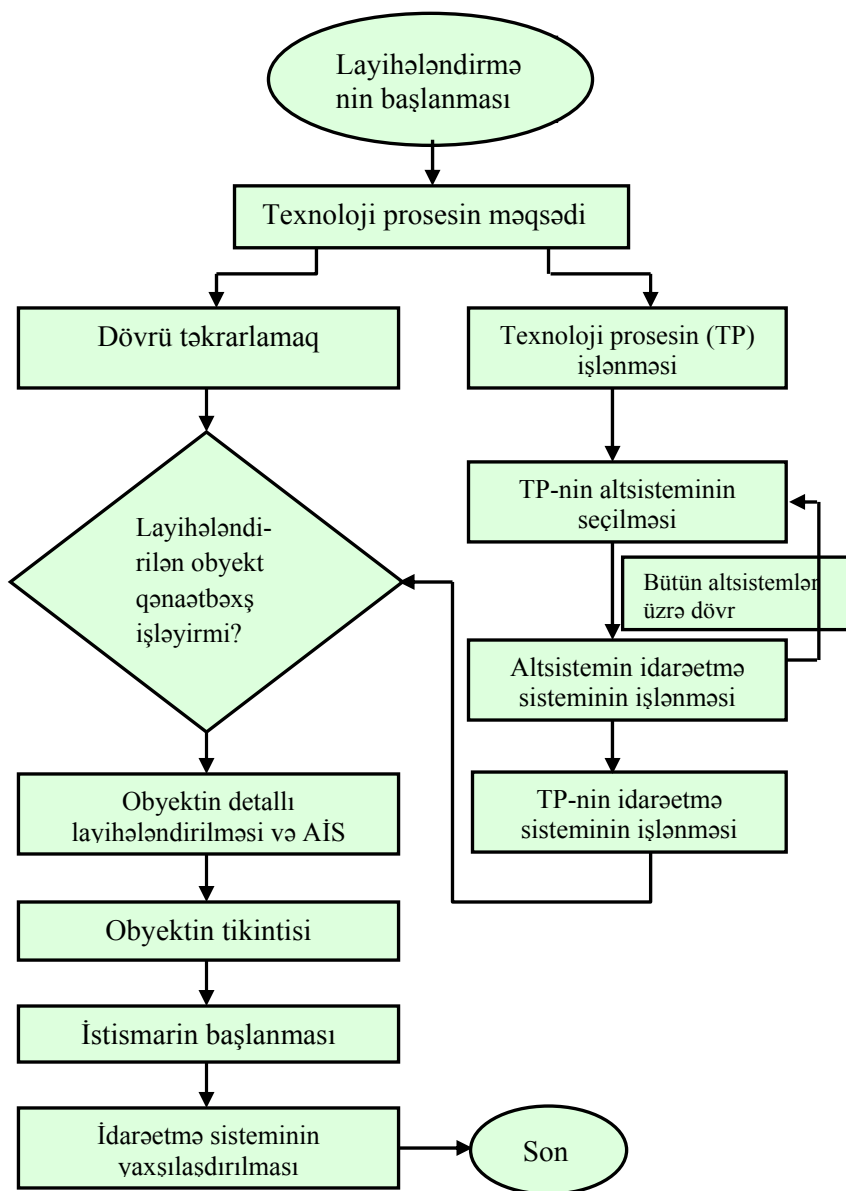 Layihələndirmə
nin başlanması
Texnoloji prosesin məqsədi
Dövrü təkrarlamaq
Texnoloji prosesin (TP)
işlənməsi
TP-nin altsisteminin
seçilməsi
Layihələndi-
rilən obyekt
qənaətbəxş
işləyirmi?
Bütün altsistemlər
üzrə dövr
Altsistemin idarəetmə
sisteminin işlənməsi
Obyektin detallı
layihələndirilməsi və AİS
TP-nin idarəetmə
sisteminin işlənməsi
Obyektin tikintisi
İstismarin başlanması
İdarəetmə sisteminin
yaxşılaşdırılması
Son